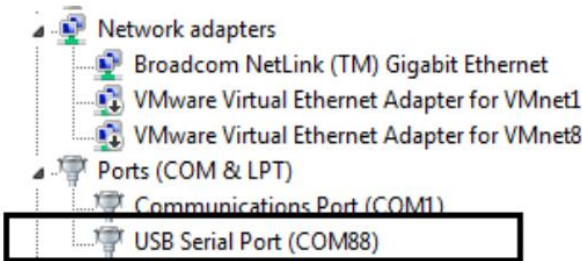 Network adapters
Broadcom NetLink (TM) Gigabit Ethernet
VMware Virtual Ethernet Adapter for VMnet1
VMware Virtual Ethernet Adapter for VMnet8
Ports (COM & LPT)
Communications Port (COM1)
USB Serial Port (COM88)